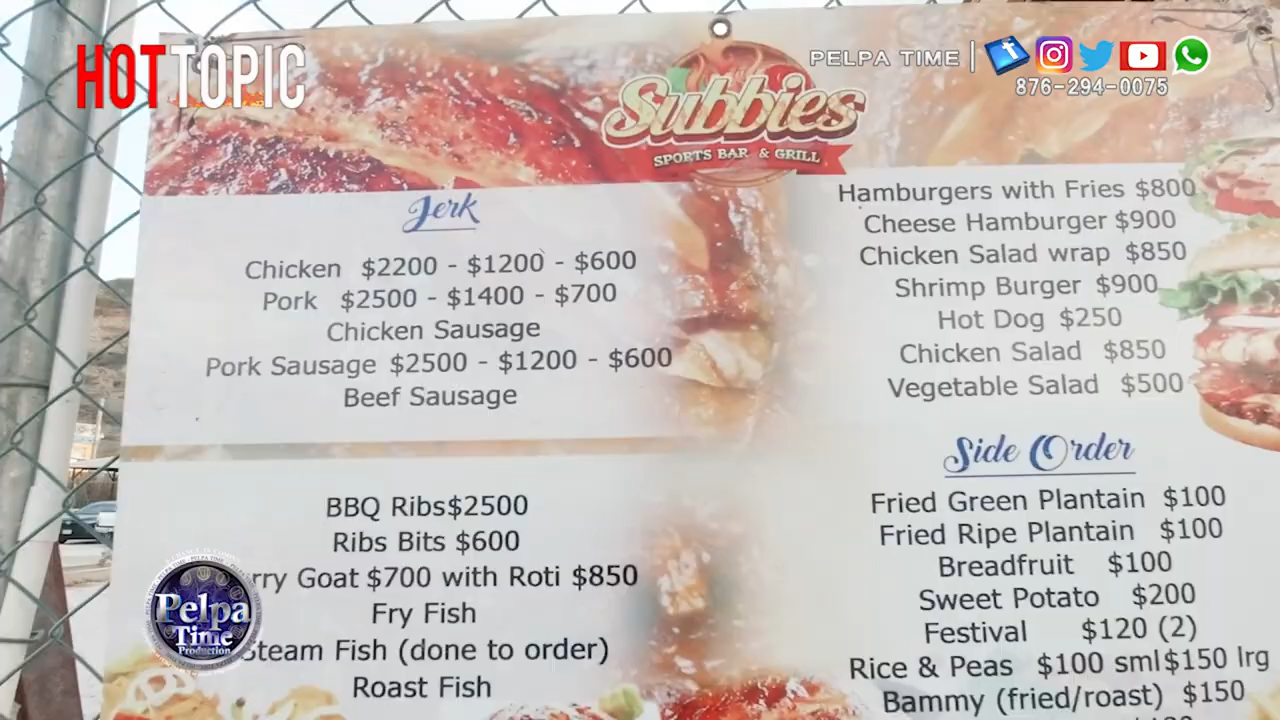 HOTTOPIC
PELPA TIME |
876-294-0075
Subbies
SPORTS BAR & GRILL
Jerk
Chicken $2200 - $1200 - $600
Pork $2500 - $1400 - $700
Chicken Sausage
Pork Sausage $2500 - $1200 - $600
Beef Sausage
BBQ Ribs$2500
Ribs Bits $600
rry Goat $700 with Roti $850
Fry Fish
Steam Fish (done to order)
Roast Fish
Hamburgers with Fries $800
Cheese Hamburger $900
Chicken Salad wrap $850
Shrimp Burger $900
Hot Dog $250
Chicken Salad $850
Vegetable Salad $500
Side Order
Fried Green Plantain $100
Fried Ripe Plantain $100
Breadfruit $100
Sweet Potato $200
Festival $120 (2)
Rice & Peas $100 sml $150 lrg
Bammy (fried/roast) $150
Pelpa
Time
Production